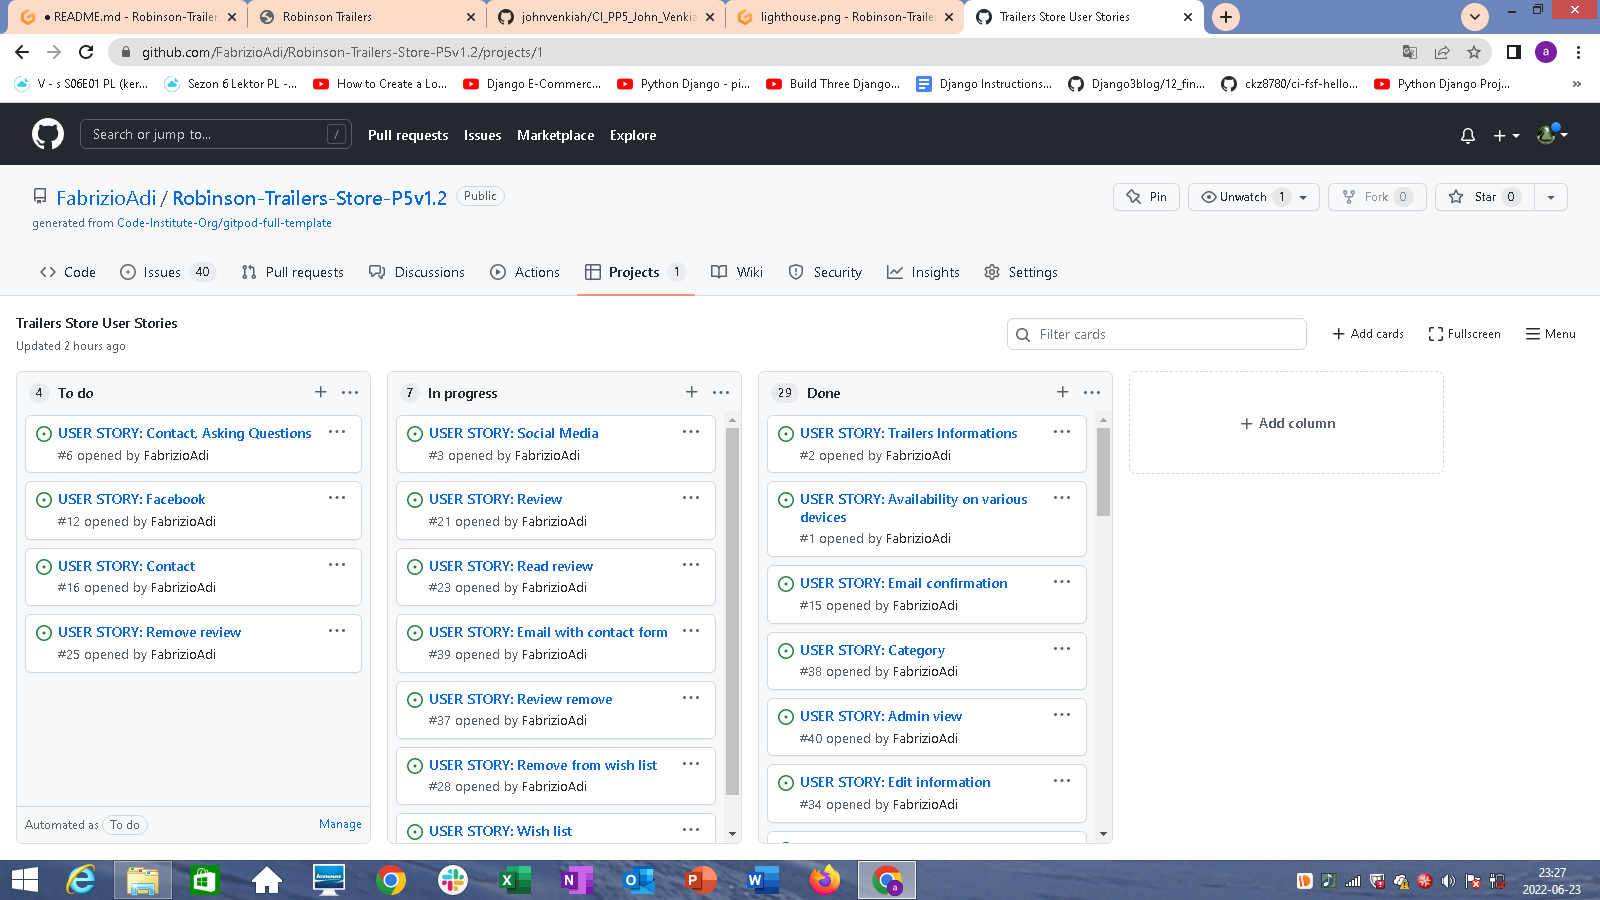 ● README.md - Robinson-Trailer
Robinson Trailers
johnvenkiah/CI_PP5_John_Venkia
lighthouse.png - Robinson-Traile
Trailers Store User Stories
github.com/FabrizioAdi/Robinson-Trailers-Store-P5v1.2/projects/1
a
V - s S06E01 PL (ker...
Sezon 6 Lektor PL -...
How to Create a Lo...
Django E-Commerc...
Python Django - pi...
Build Three Django...
Django Instructions...
Django3blog/12_fin...
ckz8780/ci-fsf-hello...
Python Django Proj...
»
Search or jump to...
/
Pull requests
Issues
Marketplace
Explore
FabrizioAdi / Robinson-Trailers-Store-P5v1.2
Public
generated from Code-Institute-Org/gitpod-full-template
Pin
Unwatch 1
Fork 0
Star 0
Code
Issues 40
Pull requests
Discussions
Actions
Projects 1
Wiki
Security
Insights
Settings
Trailers Store User Stories
Updated 2 hours ago
Filter cards
Add cards
Fullscreen
Menu
4 To do
USER STORY: Contact, Asking Questions
#6 opened by FabrizioAdi
USER STORY: Facebook
#12 opened by FabrizioAdi
USER STORY: Contact
#16 opened by FabrizioAdi
USER STORY: Remove review
#25 opened by FabrizioAdi
Automated as To do
Manage
7 In progress
USER STORY: Social Media
#3 opened by FabrizioAdi
USER STORY: Review
#21 opened by FabrizioAdi
USER STORY: Read review
#23 opened by FabrizioAdi
USER STORY: Email with contact form
#39 opened by FabrizioAdi
USER STORY: Review remove
#37 opened by FabrizioAdi
USER STORY: Remove from wish list
#28 opened by FabrizioAdi
USER STORY: Wish list
29 Done
USER STORY: Trailers Informations
#2 opened by FabrizioAdi
USER STORY: Availability on various
devices
#1 opened by FabrizioAdi
USER STORY: Email confirmation
#15 opened by FabrizioAdi
USER STORY: Category
#38 opened by FabrizioAdi
USER STORY: Admin view
#40 opened by FabrizioAdi
USER STORY: Edit information
#34 opened by FabrizioAdi
Add column
lenovo
23:27
2022-06-23